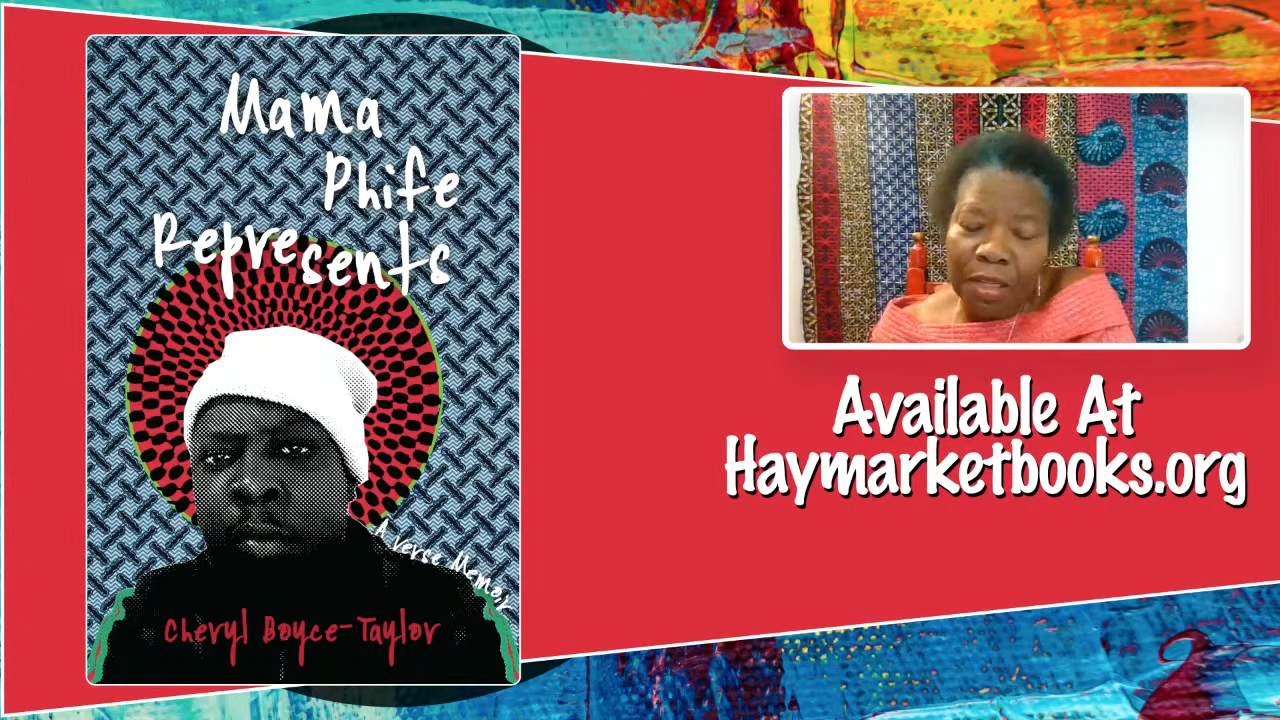 Mama
Phife
Represents
A verse Memoir
Cheryl Boyce-Taylor
Available At
Haymarketbooks.org